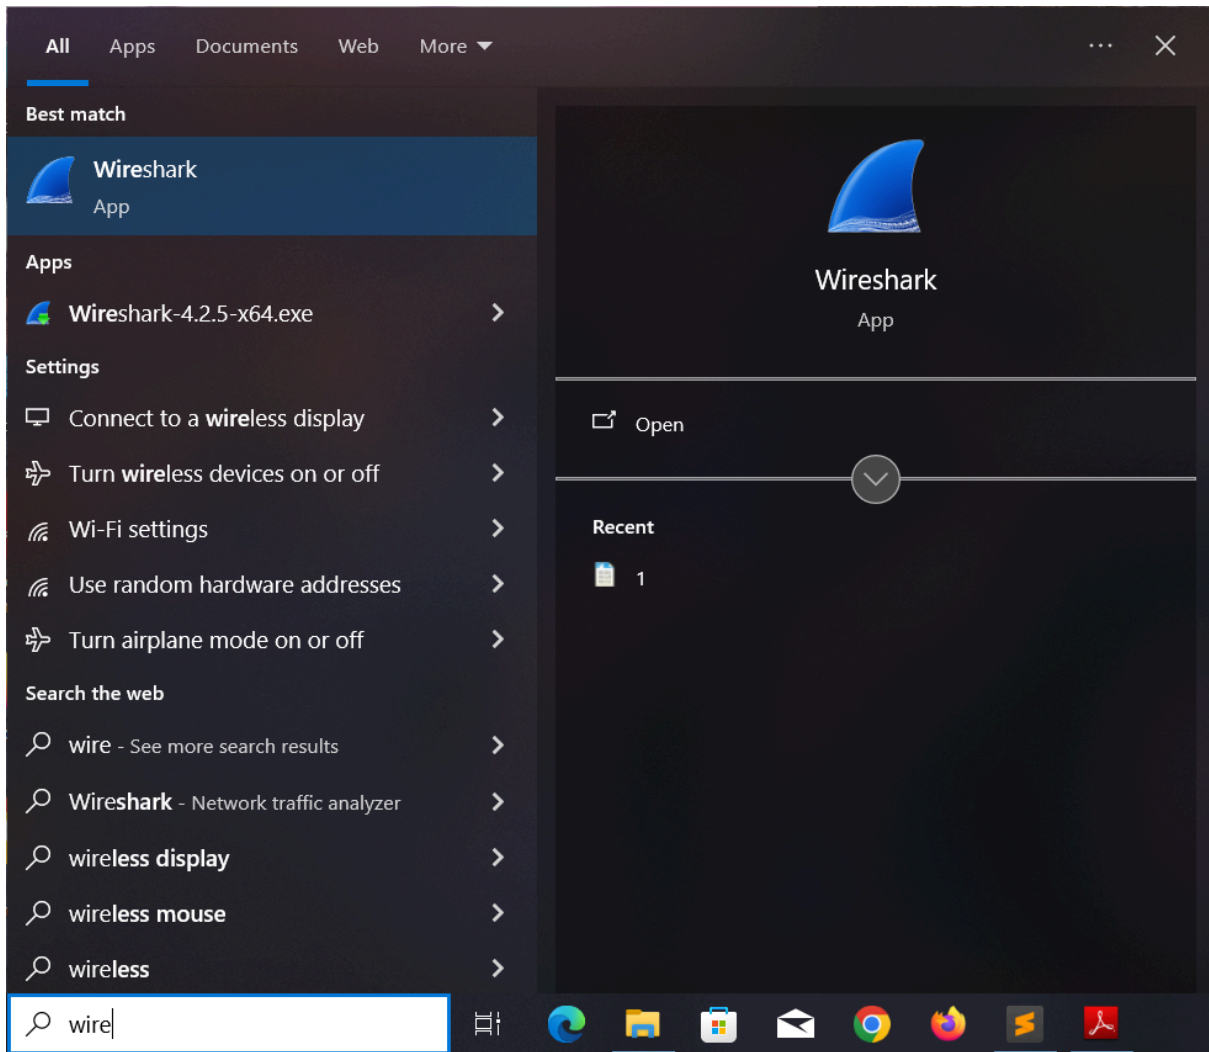 All Apps Documents Web More
Best match
Wireshark
App
Apps
Wireshark-4.2.5-x64.exe
Settings
Connect to a wireless display
Turn wireless devices on or off
Wi-Fi settings
Use random hardware addresses
Turn airplane mode on or off
Search the web
wire - See more search results
Wireshark - Network traffic analyzer
wireless display
wireless mouse
wireless
wire
Wireshark
App
Open
Recent
1